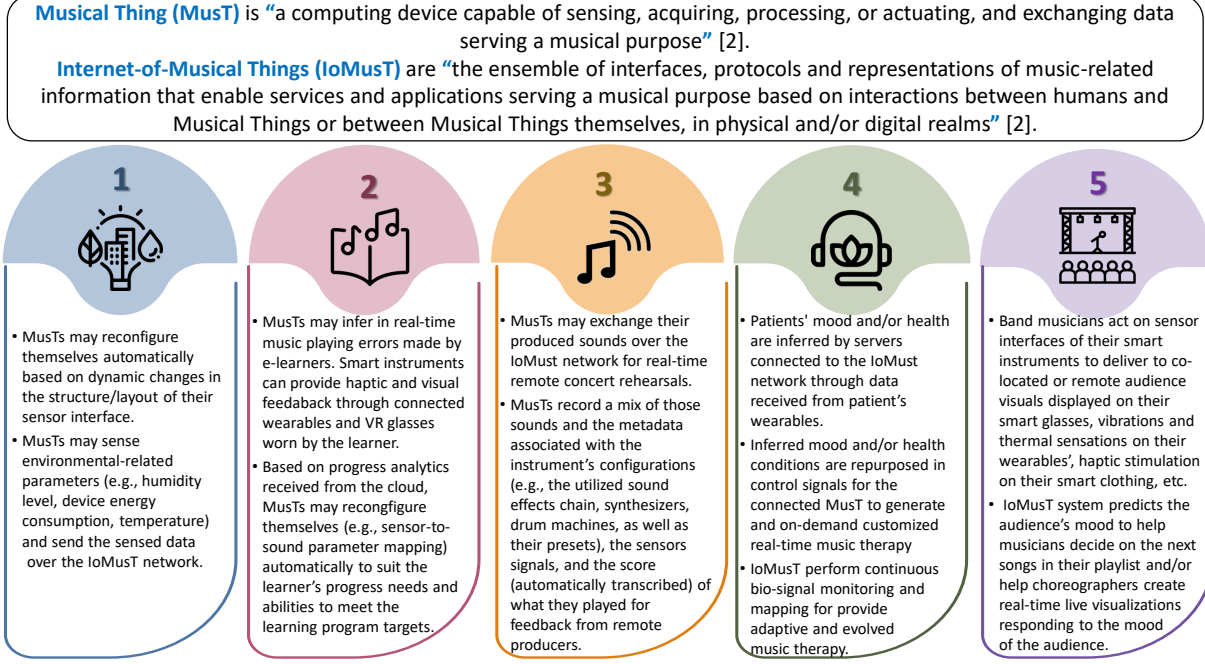 Musical Thing (MusT) is “a computing device capable of sensing, acquiring, processing, or actuating, and exchanging data
serving a musical purpose” [2].
Internet-of-Musical Things (IoMusT) are “the ensemble of interfaces, protocols and representations of music-related
information that enable services and applications serving a musical purpose based on interactions between humans and
Musical Things or between Musical Things themselves, in physical and/or digital realms” [2].
1
• MusTs may reconfigure
themselves automatically
based on dynamic changes in
the structure/layout of their
sensor interface.
• MusTs may sense
environmental-related
parameters (e.g., humidity
level, device energy
consumption, temperature)
and send the sensed data
over the IoMusT network.
2
• MusTs may infer in real-time
music playing errors made by
e-learners. Smart instruments
can provide haptic and visual
feedaback through connected
wearables and VR glasses
worn by the learner.
• Based on progress analytics
received from the cloud,
MusTs may recongfigure
themselves (e.g., sensor-to-
sound parameter mapping)
automatically to suit the
learner’s progress needs and
abilities to meet the
learning program targets.
3
• MusTs may exchange their
produced sounds over the
IoMust network for real-time
remote concert rehearsals.
• MusTs record a mix of those
sounds and the metadata
associated with the
instrument’s configurations
(e.g., the utilized sound
effects chain, synthesizers,
drum machines, as well as
their presets), the sensors
signals, and the score
(automatically transcribed) of
what they played for
feedback from remote
producers.
4
• Patients' mood and/or health
are inferred by servers
connected to the IoMust
network through data
received from patient’s
wearables.
• Inferred mood and/or health
conditions are repurposed in
control signals for the
connected MusT to generate
and on-demand customized
real-time music therapy
• IoMusT perform continuous
bio-signal monitoring and
mapping for provide
adaptive and evolved
music therapy.
5
• Band musicians act on sensor
interfaces of their smart
instruments to deliver to co-
located or remote audience
visuals displayed on their
smart glasses, vibrations and
thermal sensations on their
wearables’, haptic stimulation
on their smart clothing, etc.
• IoMusT system predicts the
audience’s mood to help
musicians decide on the next
songs in their playlist and/or
help choreographers create
real-time live visualizations
responding to the mood
of the audience.